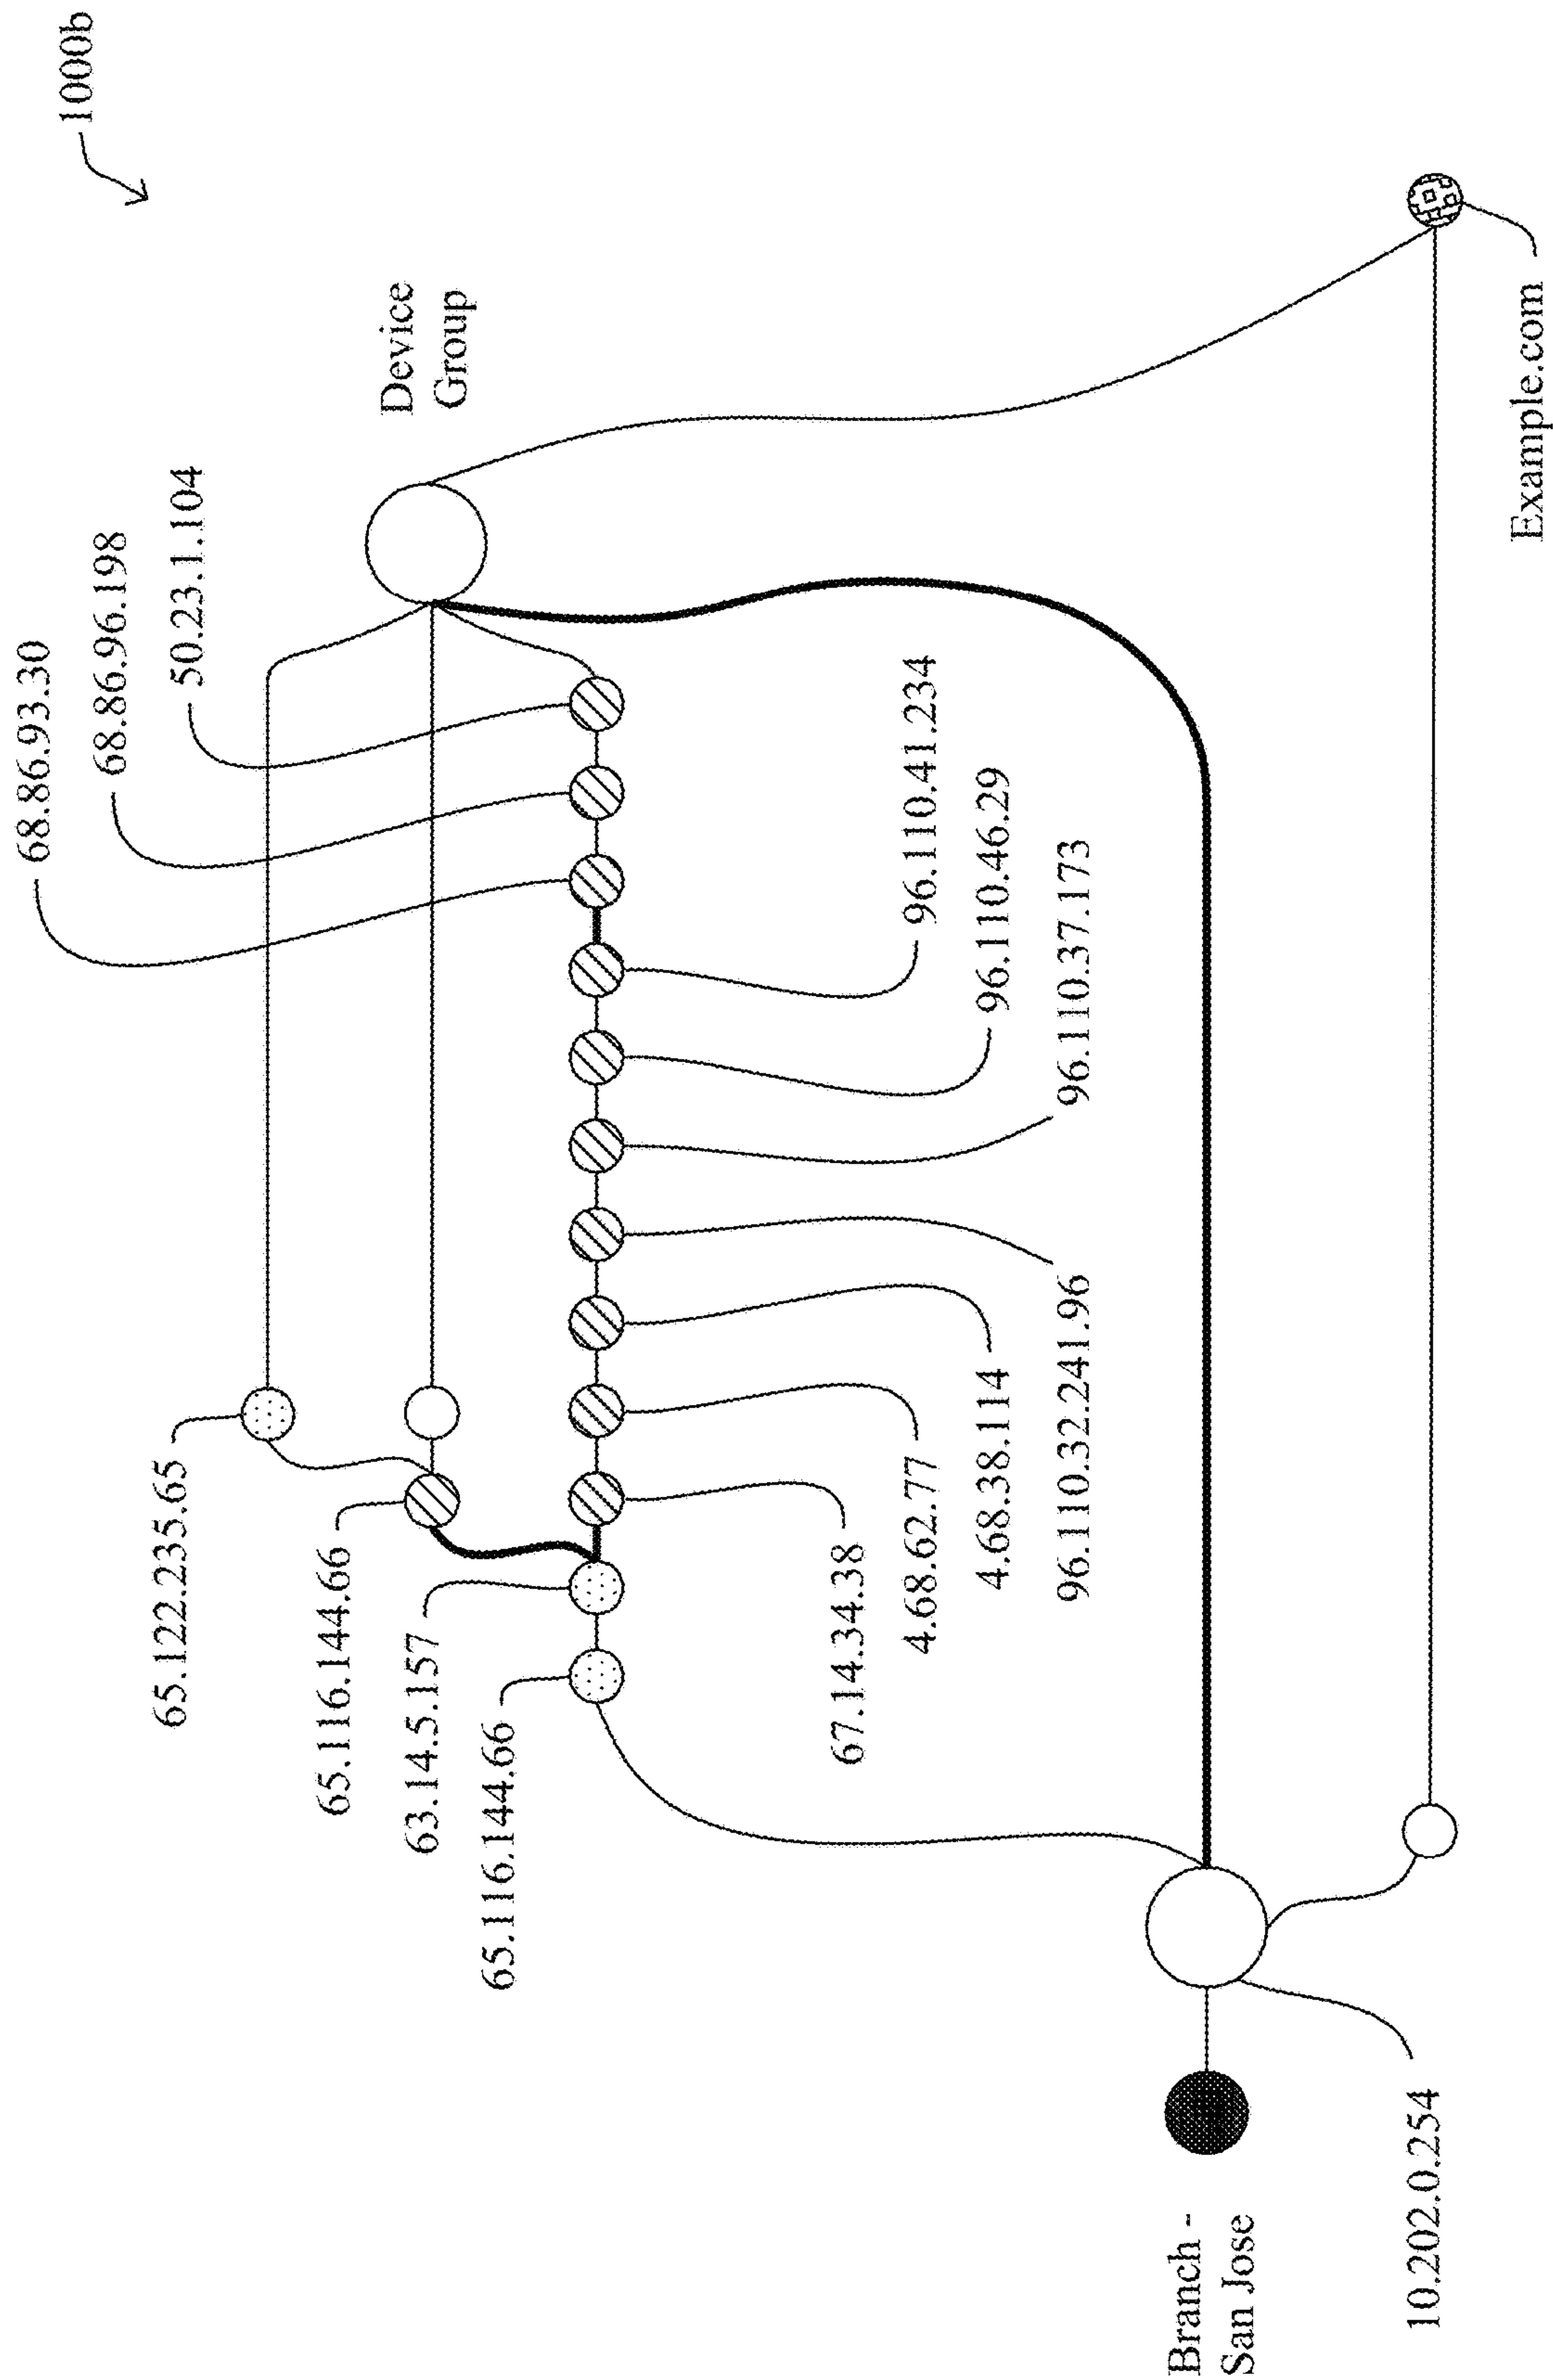 1000b
68.86.93.30
68.86.96.198
50.23.1.104
Device
Group
65.122.235.65
65.116.144.66
63.14.5.157
65.116.144.66
96.110.41.234
96.110.46.29
96.110.37.173
67.14.34.38
4.68.62.77
4.68.38.114
96.110.32.241.96
Branch -
San Jose
10.202.0.254
Example.com